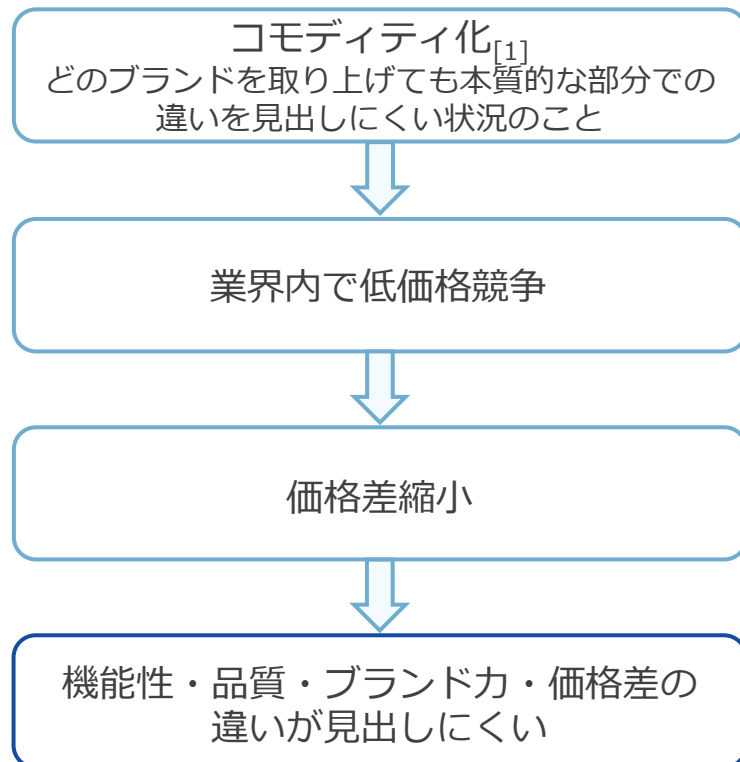 コモディティ化[1]
どのブランドを取り上げても本質的な部分での
違いを見出しにくい状況のこと
業界内で低価格競争
価格差縮小
機能性・品質・ブランド力・価格差の
違いが見出しにくい